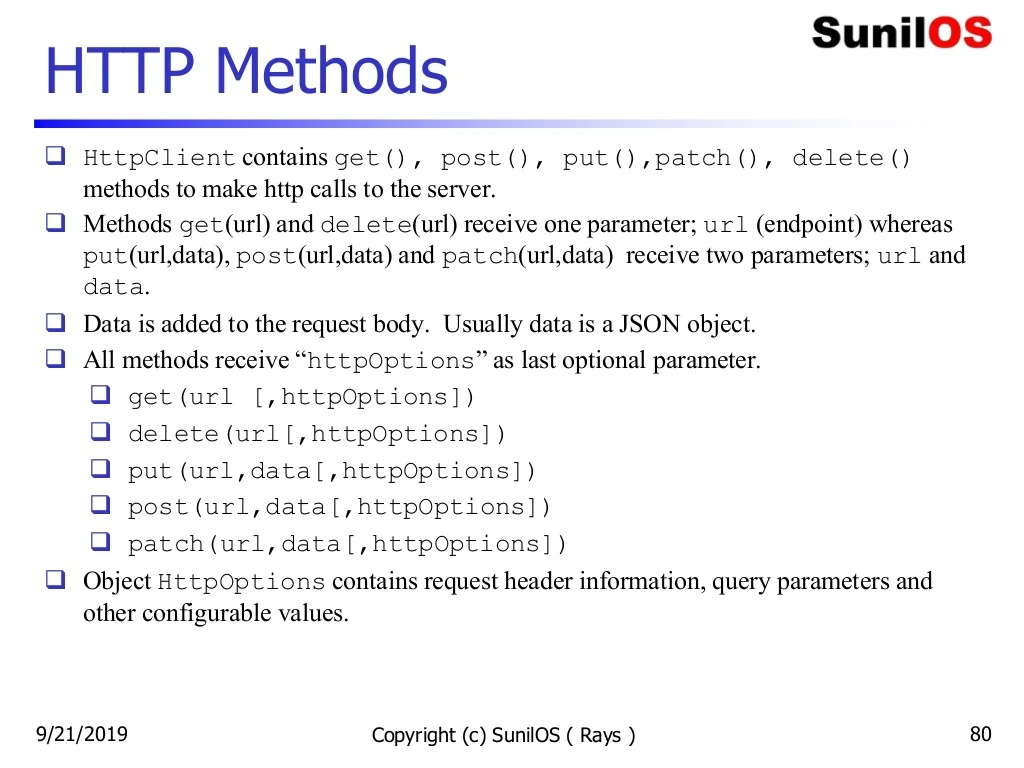 SunilOS
HTTP Methods
HttpClient contains get(), post(), put(),patch(), delete()
methods to make http calls to the server.
Methods get(url) and delete(url) receive one parameter; url (endpoint) whereas
put(url,data), post(url,data) and patch(url,data) receive two parameters; url and
data.
Data is added to the request body. Usually data is a JSON object.
All methods receive “httpOptions” as last optional parameter.
get(url [,httpOptions])
delete(url[,httpOptions])
put(url,data[,httpOptions])
post(url,data[,httpOptions])
patch(url,data[,httpOptions])
Object HttpOptions contains request header information, query parameters and
other configurable values.
9/21/2019 Copyright (c) SunilOS ( Rays ) 80